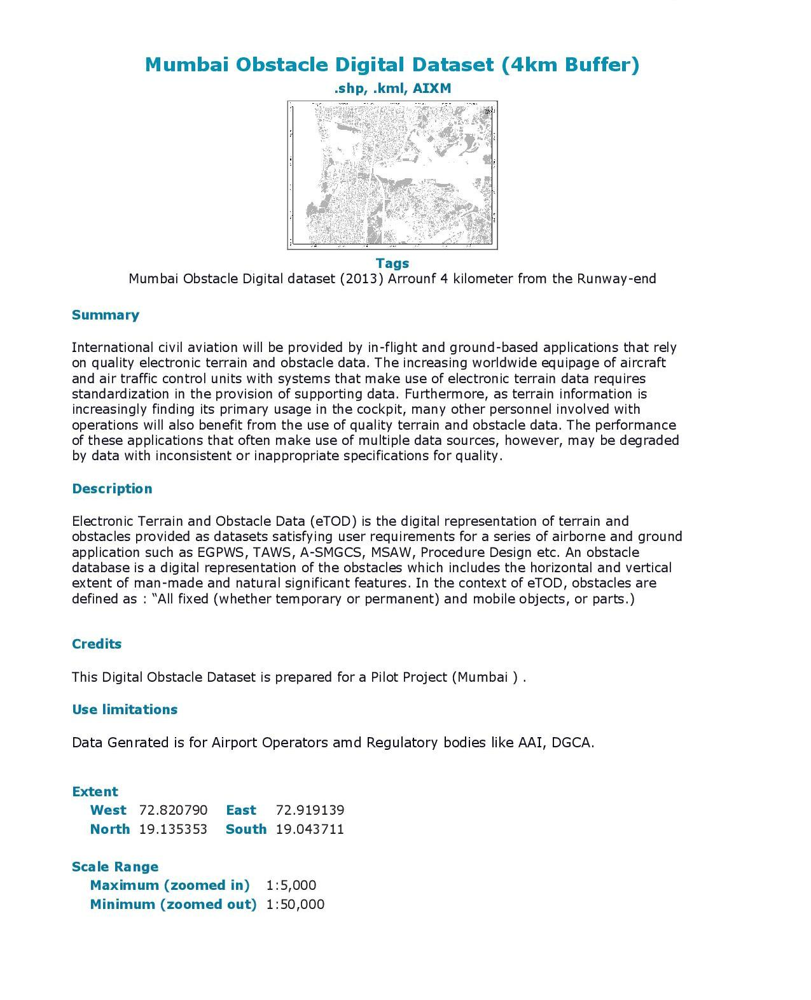 Mumbai Obstacle Digital Dataset (4km Buffer)
.shp, .kml, AIXM
Tags
Mumbai Obstacle Digital dataset (2013) Arrounf 4 kilometer from the Runway-end
Summary
International civil aviation will be provided by in-flight and ground-based applications that rely
on quality electronic terrain and obstacle data. The increasing worldwide equipage of aircraft
and air traffic control units with systems that make use of electronic terrain data requires
standardization in the provision of supporting data. Furthermore, as terrain information is
increasingly finding its primary usage in the cockpit, many other personnel involved with
operations will also benefit from the use of quality terrain and obstacle data. The performance
of these applications that often make use of multiple data sources, however, may be degraded
by data with inconsistent or inappropriate specifications for quality.
Description
Electronic Terrain and Obstacle Data (eTOD) is the digital representation of terrain and
obstacles provided as datasets satisfying user requirements for a series of airborne and ground
application such as EGPWS, TAWS, A-SMGCS, MSAW, Procedure Design etc. An obstacle
database is a digital representation of the obstacles which includes the horizontal and vertical
extent of man-made and natural significant features. In the context of eTOD, obstacles are
defined as : “All fixed (whether temporary or permanent) and mobile objects, or parts.)
Credits
This Digital Obstacle Dataset is prepared for a Pilot Project (Mumbai ) .
Use limitations
Data Genrated is for Airport Operators amd Regulatory bodies like AAI, DGCA.
Extent
West 72.820790 East 72.919139
North 19.135353 South 19.043711
Scale Range
Maximum (zoomed in) 1:5,000
Minimum (zoomed out) 1:50,000